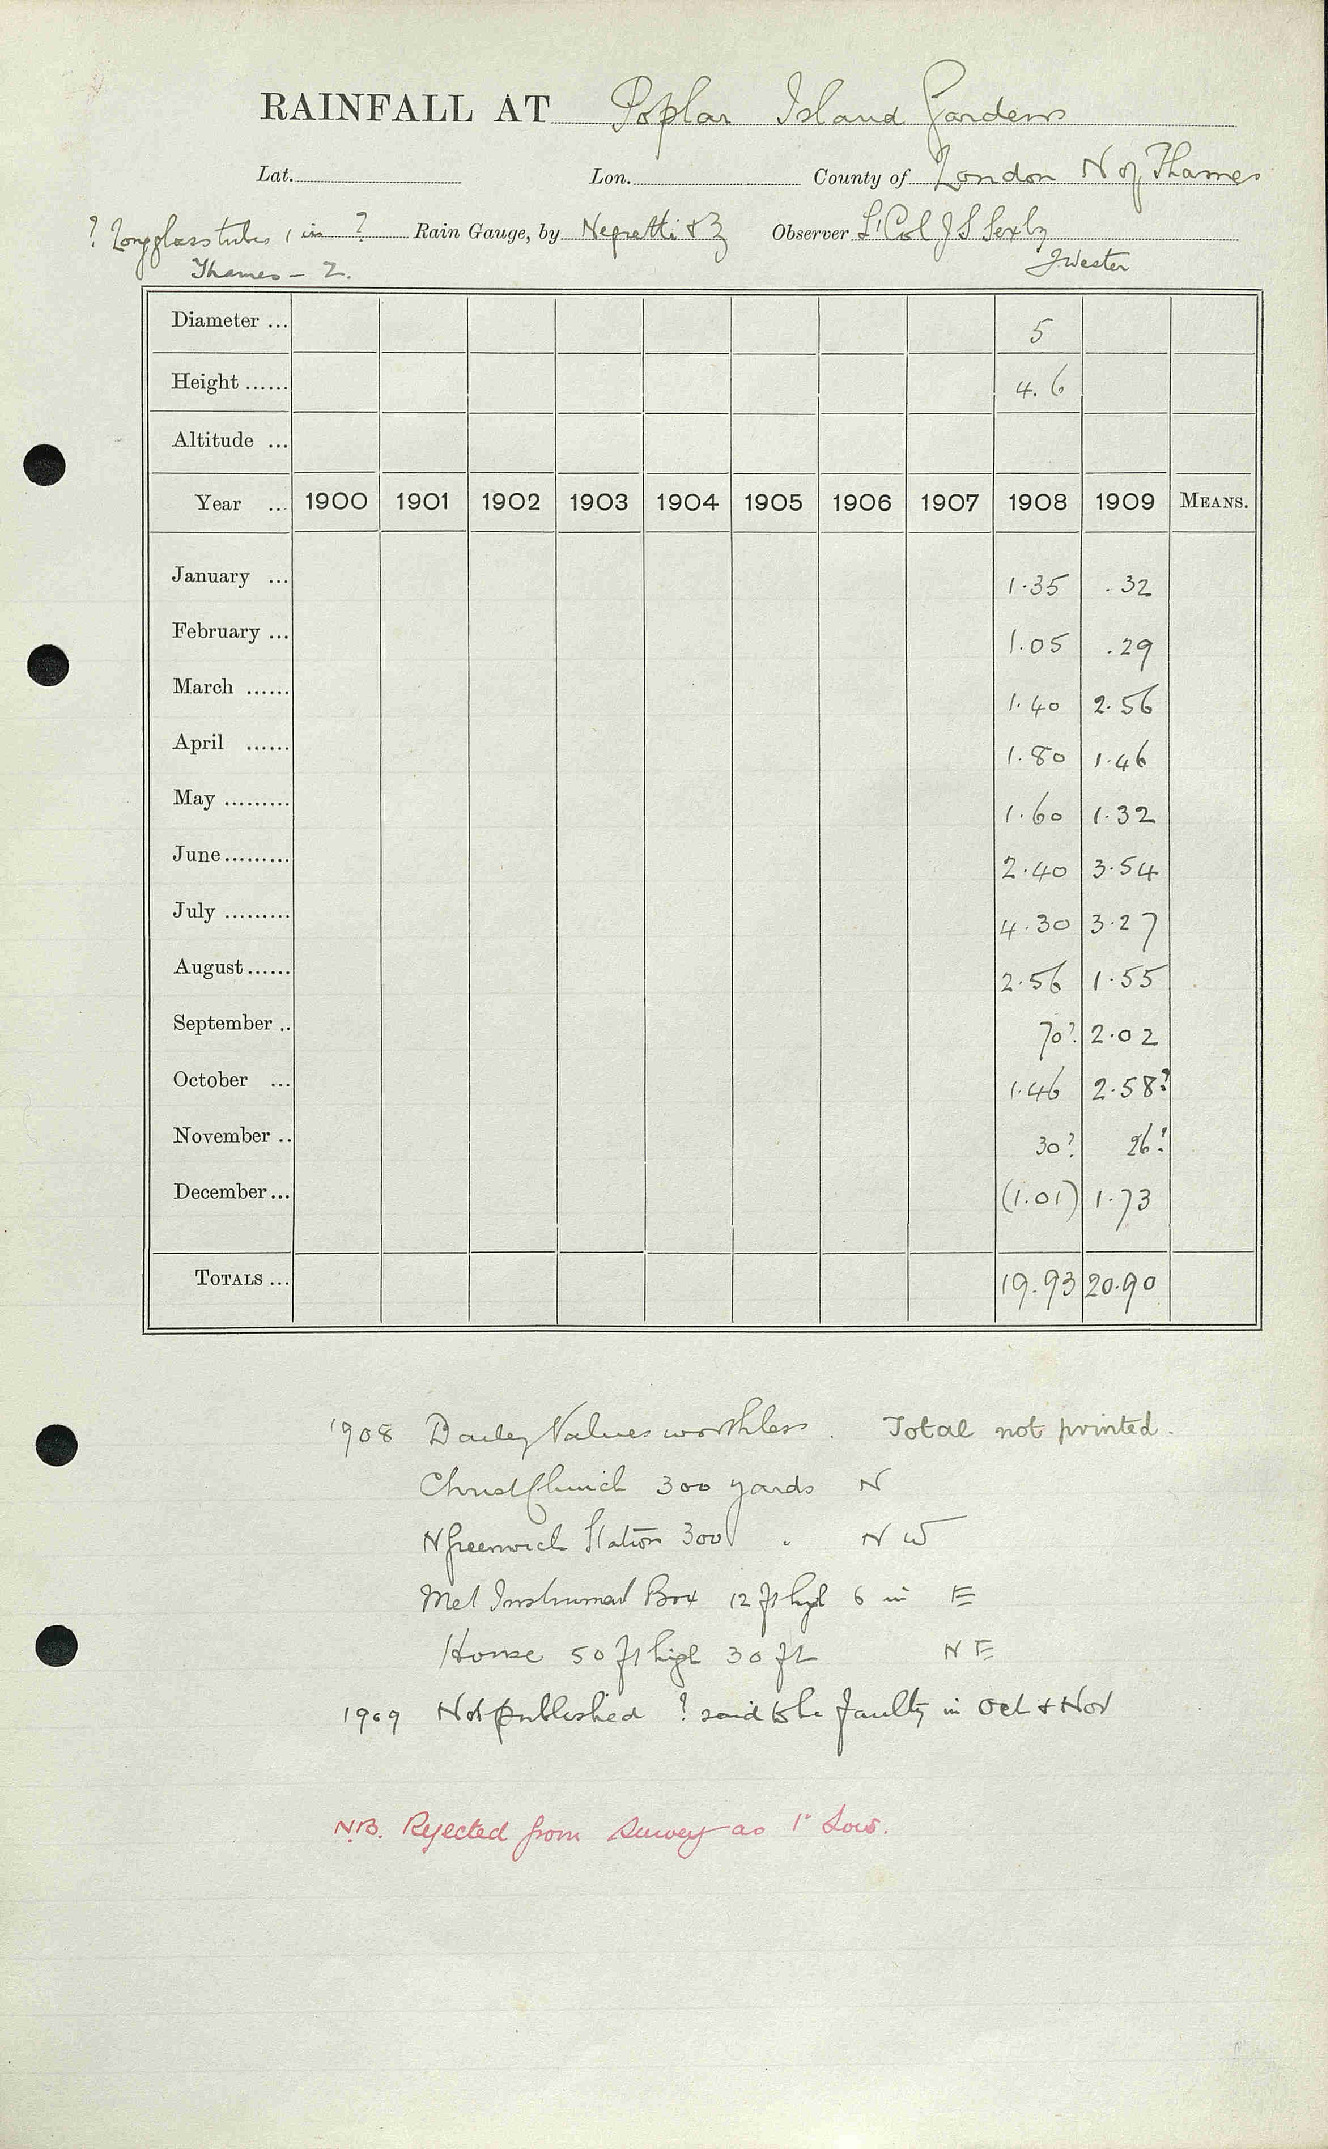 RAINFALL AT Poplar Island Gardens
Lat. Lon. County of London N of Thames
? Long glass tubes, in ? Rain Gauge, by Negretti & Z Observer Lt Col J S Sexby
Thames - 2. J. Wester
Diameter ... 5
Height ...... 4.6
Altitude ...
Year ... 1900 1901 1902 1903 1904 1905 1906 1907 1908 1909 MEANS.
January ... 1.35 .32
February ... 1.05 .29
March ...... 1.40 2.56
April ...... 1.80 1.46
May ......... 1.60 1.32
June ......... 2.40 3.54
July ......... 4.30 3.27
August ...... 2.56 1.55
September .. 70? 2.02
October ... 1.46 2.58?
November .. 30? 26?
December ... (1.01) 1.73
TOTALS ... 19.93 20.90
1908 Daily Values worthless. Total not printed.
Christ Church 300 yards N
N Greenwich Station 300 " N W
Met Instrument Box 12 ft high 6 in E
House 50 ft high 30 ft N E
1909 Not published ? said to be faulty in Oct & Nov
N.B. Rejected from Survey as 1" Low.